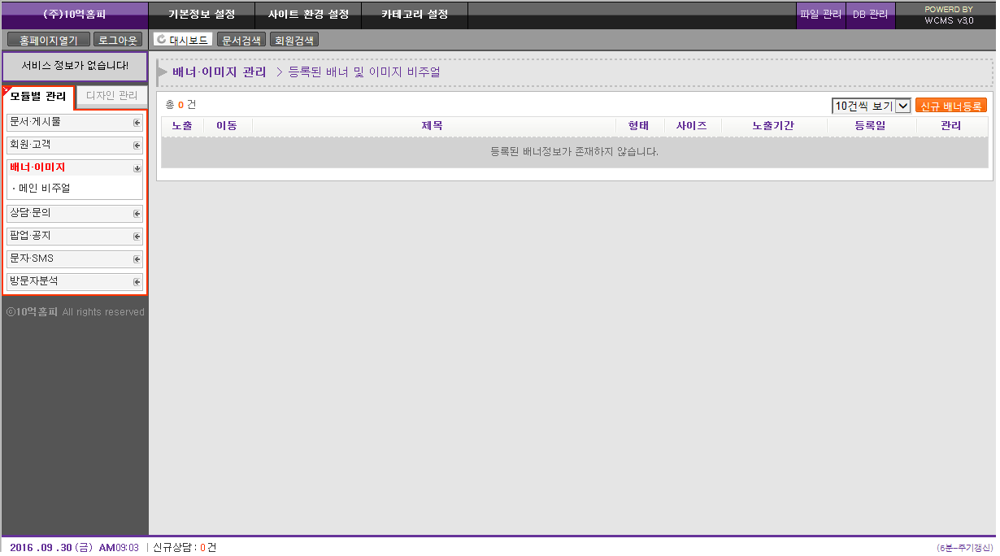 (주)10억홈피 기본정보 설정 사이트 환경 설정 카테고리 설정 파일 관리 DB 관리 POWERD BY
WCMS v3.0
홈페이지열기 로그아웃 대시보드 문서검색 회원검색
서비스 정보가 없습니다!
배너·이미지 관리 > 등록된 배너 및 이미지 비주얼
모듈별 관리 디자인 관리
총 0 건 10건씩 보기 신규 배너등록
노출 이동 제목 형태 사이즈 노출기간 등록일 관리
등록된 배너정보가 존재하지 않습니다.
문서·게시물
회원·고객
배너·이미지
· 메인 비주얼
상담·문의
팝업·공지
문자·SMS
방문자분석
ⓒ10억홈피 All rights reserved
2016 .09 .30 (금) AM09:03 | 신규상담 : 0 건 (6분-주기갱신)